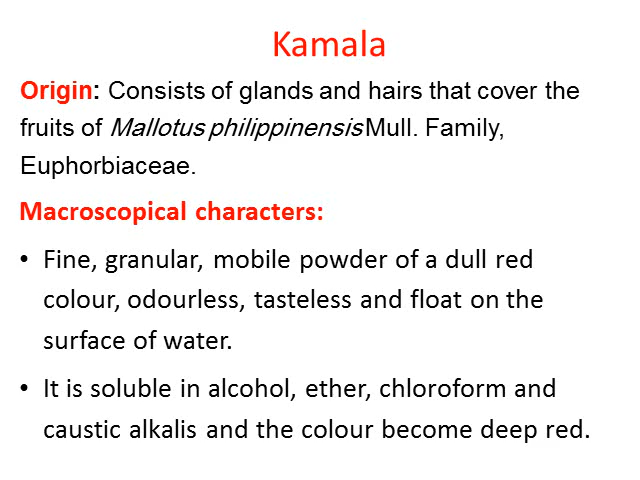 Kamala
Origin: Consists of glands and hairs that cover the
fruits of Mallotus philippinensis Mull. Family,
Euphorbiaceae.
Macroscopical characters:
• Fine, granular, mobile powder of a dull red
colour, odourless, tasteless and float on the
surface of water.
• It is soluble in alcohol, ether, chloroform and
caustic alkalis and the colour become deep red.